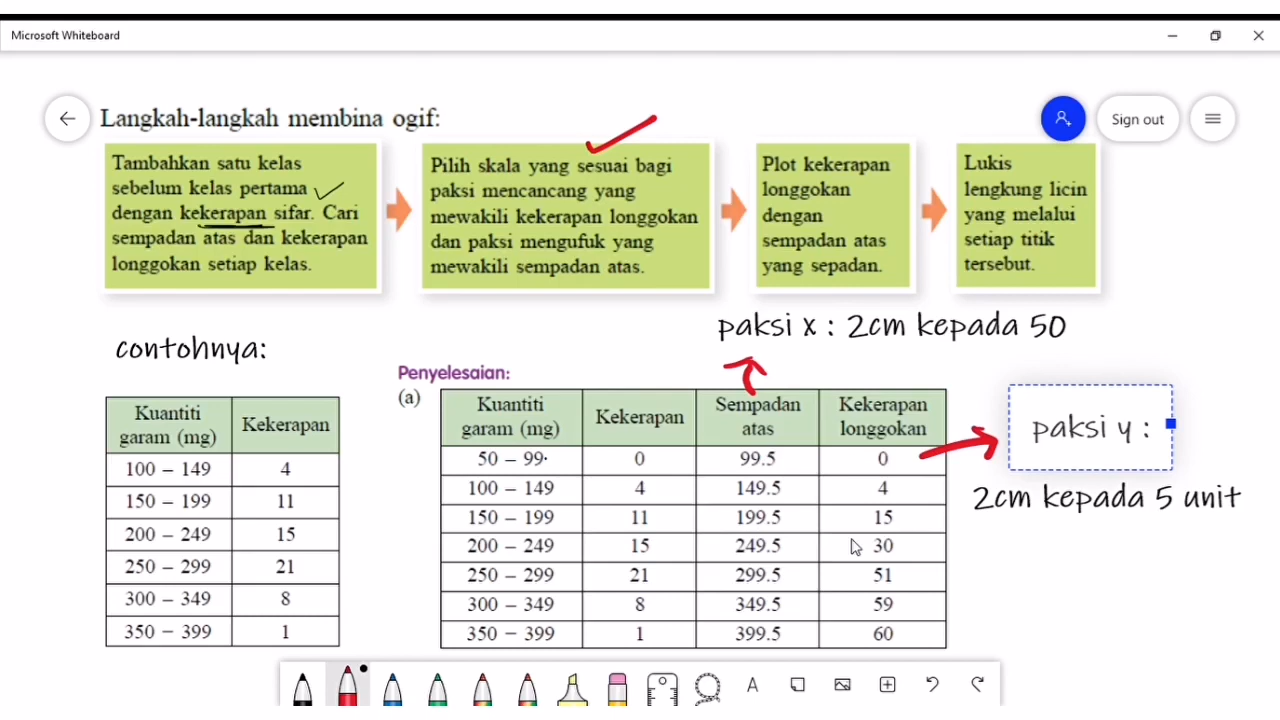 Microsoft Whiteboard
Langkah-langkah membina ogif:
Sign out
Tambahkan satu kelas
sebelum kelas pertama
dengan kekerapan sifar. Cari
sempadan atas dan kekerapan
longgokan setiap kelas.
Pilih skala yang sesuai bagi
paksi mencancang yang
mewakili kekerapan longgokan
dan paksi mengufuk yang
mewakili sempadan atas.
Plot kekerapan
longgokan
dengan
sempadan atas
yang sepadan.
Lukis
lengkung licin
yang melalui
setiap titik
tersebut.
paksi x : 2cm kepada 50
contohnya:
Kuantiti garam (mg) Kekerapan
100 – 149 4
150 – 199 11
200 – 249 15
250 – 299 21
300 – 349 8
350 – 399 1
Penyelesaian:
(a)
Kuantiti garam (mg) Kekerapan Sempadan atas Kekerapan longgokan
50 – 99 0 99.5 0
100 – 149 4 149.5 4
150 – 199 11 199.5 15
200 – 249 15 249.5 30
250 – 299 21 299.5 51
300 – 349 8 349.5 59
350 – 399 1 399.5 60
paksi y :
2cm kepada 5 unit
A